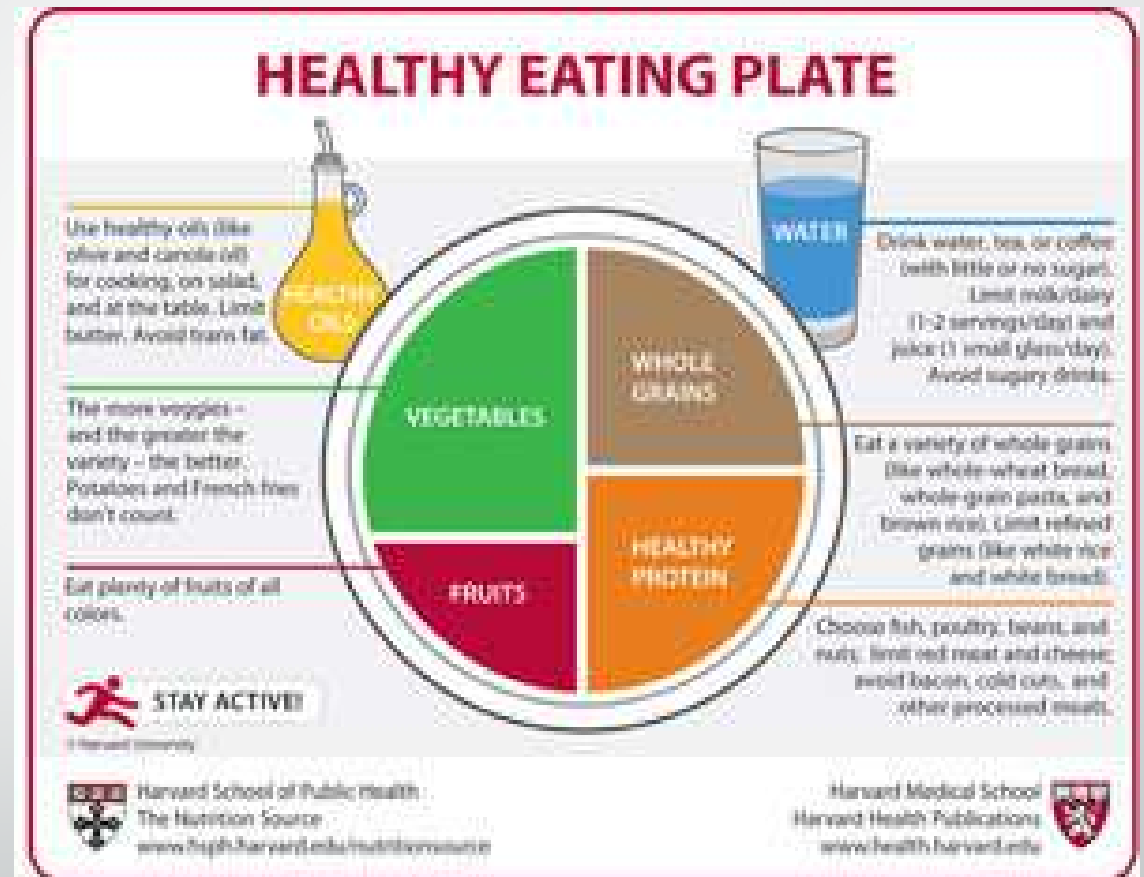 HEALTHY EATING PLATE
Use healthy oils (like
olive and canola oil)
for cooking, on salad,
and at the table. Limit
butter. Avoid trans fat.
HEALTHY
OILS
The more veggies –
and the greater the
variety – the better.
Potatoes and French fries
don't count.
Eat plenty of fruits of all
colors.
VEGETABLES
FRUITS
WHOLE
GRAINS
HEALTHY
PROTEIN
WATER
Drink water, tea, or coffee
(with little or no sugar).
Limit milk/dairy
(1-2 servings/day) and
juice (1 small glass/day).
Avoid sugary drinks.
Eat a variety of whole grains
(like whole-wheat bread,
whole-grain pasta, and
brown rice). Limit refined
grains (like white rice
and white bread).
Choose fish, poultry, beans, and
nuts; limit red meat and cheese;
avoid bacon, cold cuts, and
other processed meats.
STAY ACTIVE!
© Harvard University
Harvard School of Public Health
The Nutrition Source
www.hsph.harvard.edu/nutritionsource
Harvard Medical School
Harvard Health Publications
www.health.harvard.edu